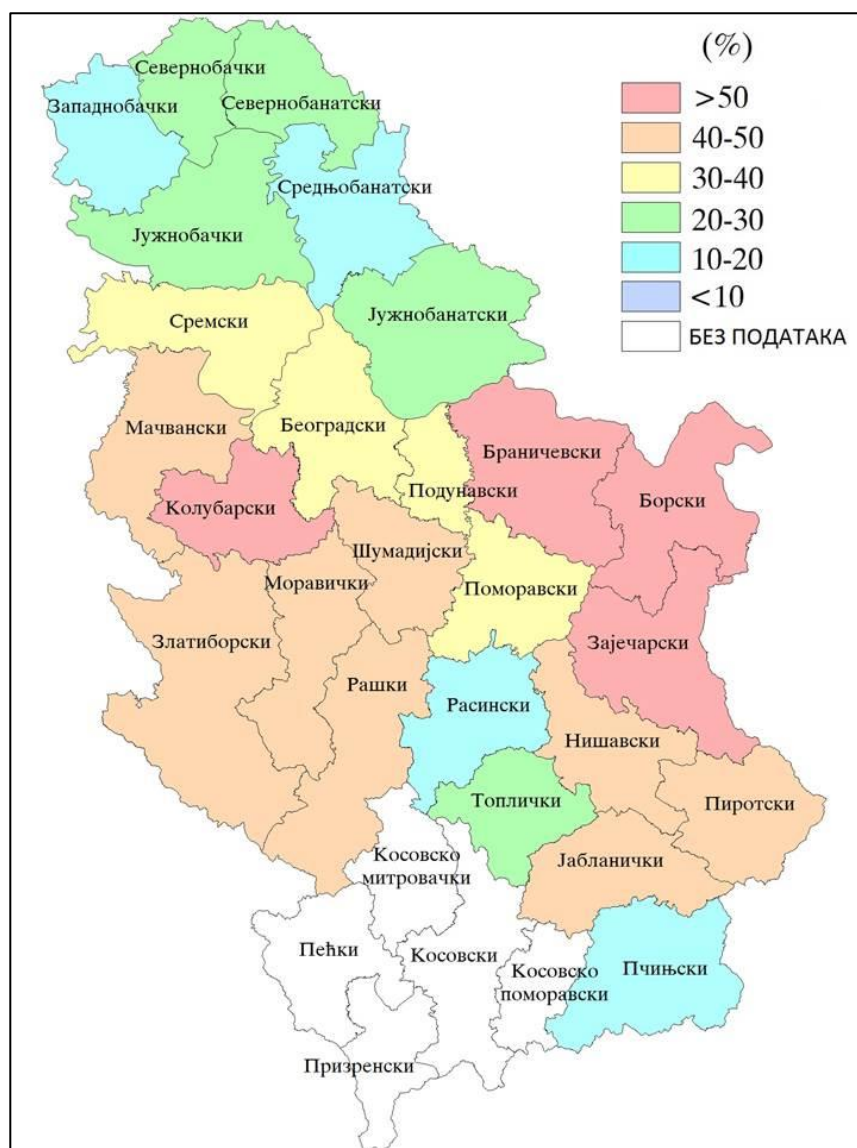 (%)
>50
40-50
30-40
20-30
10-20
<10
БЕЗ ПОДАТАКА
Севернобачки
Западнобачки
Севернобанатски
Средњобанатски
Јужнобачки
Јужнобанатски
Сремски
Мачвански
Београдски
Браничевски
Подунавски
Борски
Колубарски
Шумадијски
Моравички
Поморавски
Златиборски
Зајечарски
Рашки
Расински
Нишавски
Топлички
Пиротски
Косовско
митровачки
Јабланички
Пећки
Косовски
Косовско
поморавски
Пчињски
Призренски